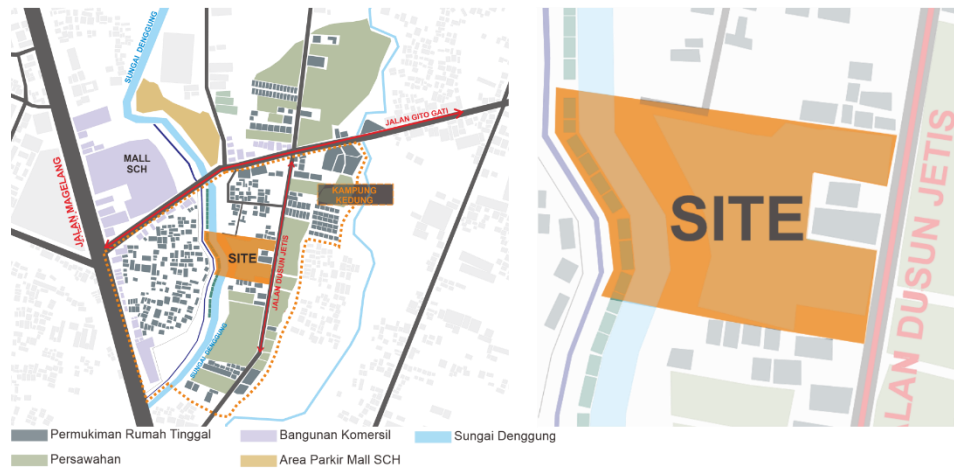 SUNGAI DENGGUNG
MALL
SCH
JALAN MAGELANG
JALAN GITO GATI
KAMPUNG
KEDUNG
SITE
JALAN DUSUN JETIS
SUNGAI DENGGUNG
SITE
JALAN DUSUN JETIS
Permukiman Rumah Tinggal
Bangunan Komersil
Sungai Denggung
Persawahan
Area Parkir Mall SCH